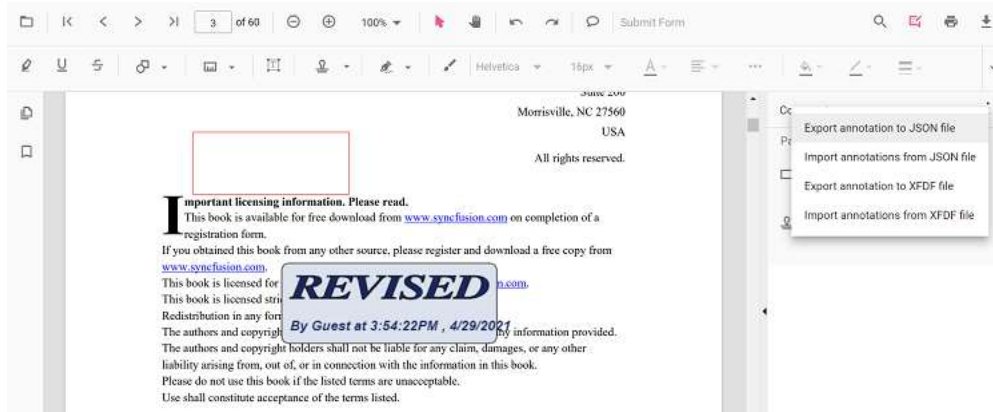 3 of 60 100% Submit Form
Helvetica 16px
Suite 200
Morrisville, NC 27560
USA
All rights reserved.
Important licensing information. Please read.
This book is available for free download from www.syncfusion.com on completion of a
registration form.
If you obtained this book from any other source, please register and download a free copy from
www.syncfusion.com.
This book is licensed for n.com.
This book is licensed stri
Redistribution in any for
The authors and copyrigh ny information provided.
The authors and copyright holders shall not be liable for any claim, damages, or any other
liability arising from, out of, or in connection with the information in this book.
Please do not use this book if the listed terms are unacceptable.
Use shall constitute acceptance of the terms listed.
REVISED
By Guest at 3:54:22PM , 4/29/2021
Co
Pa
Export annotation to JSON file
Import annotations from JSON file
Export annotation to XFDF file
Import annotations from XFDF file